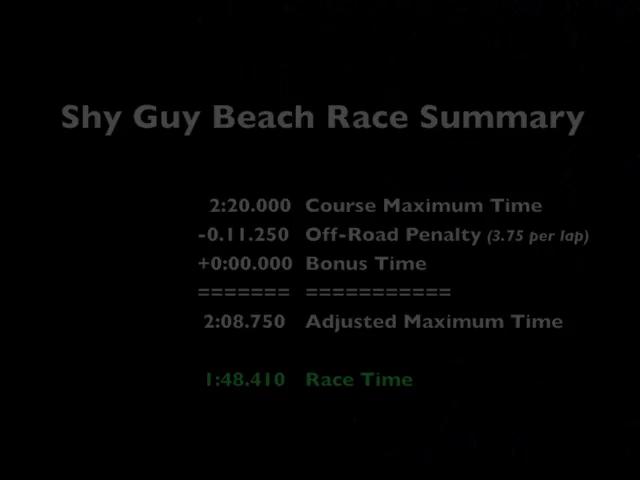 Shy Guy Beach Race Summary
2:20.000 Course Maximum Time
-0.11.250 Off-Road Penalty (3.75 per lap)
+0:00.000 Bonus Time
======= ===========
2:08.750 Adjusted Maximum Time
1:48.410 Race Time